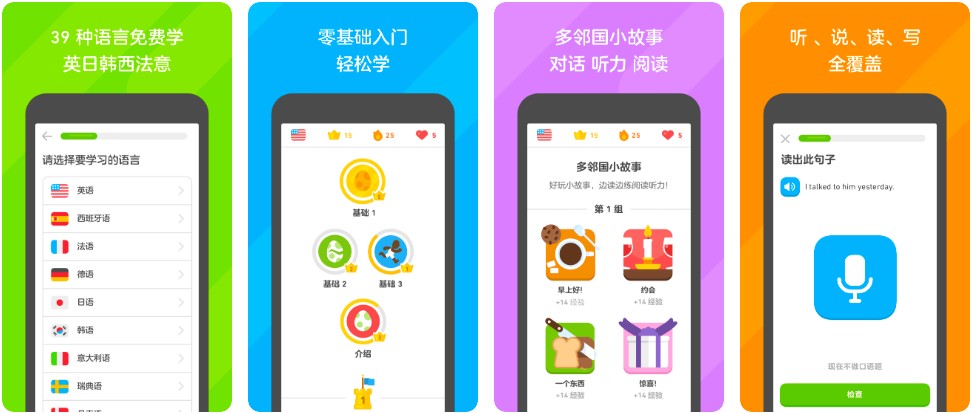 39 种语言免费学
英日韩西法意
请选择要学习的语言
英语
西班牙语
法语
德语
日语
韩语
意大利语
瑞典语
零基础入门
轻松学
15 25 5
基础 1
1
基础 2 基础 3
1 1
介绍
1
1
多邻国小故事
对话 听力 阅读
15 25 5
多邻国小故事
好玩小故事，边读边练阅读听力！
第 1 组
早上好! 约会
+14 经验 +14 经验
一个东西 惊喜!
+14 经验 +14 经验
听 、说、读、写
全覆盖
读出此句子
I talked to him yesterday.
现在不做口语题
检查